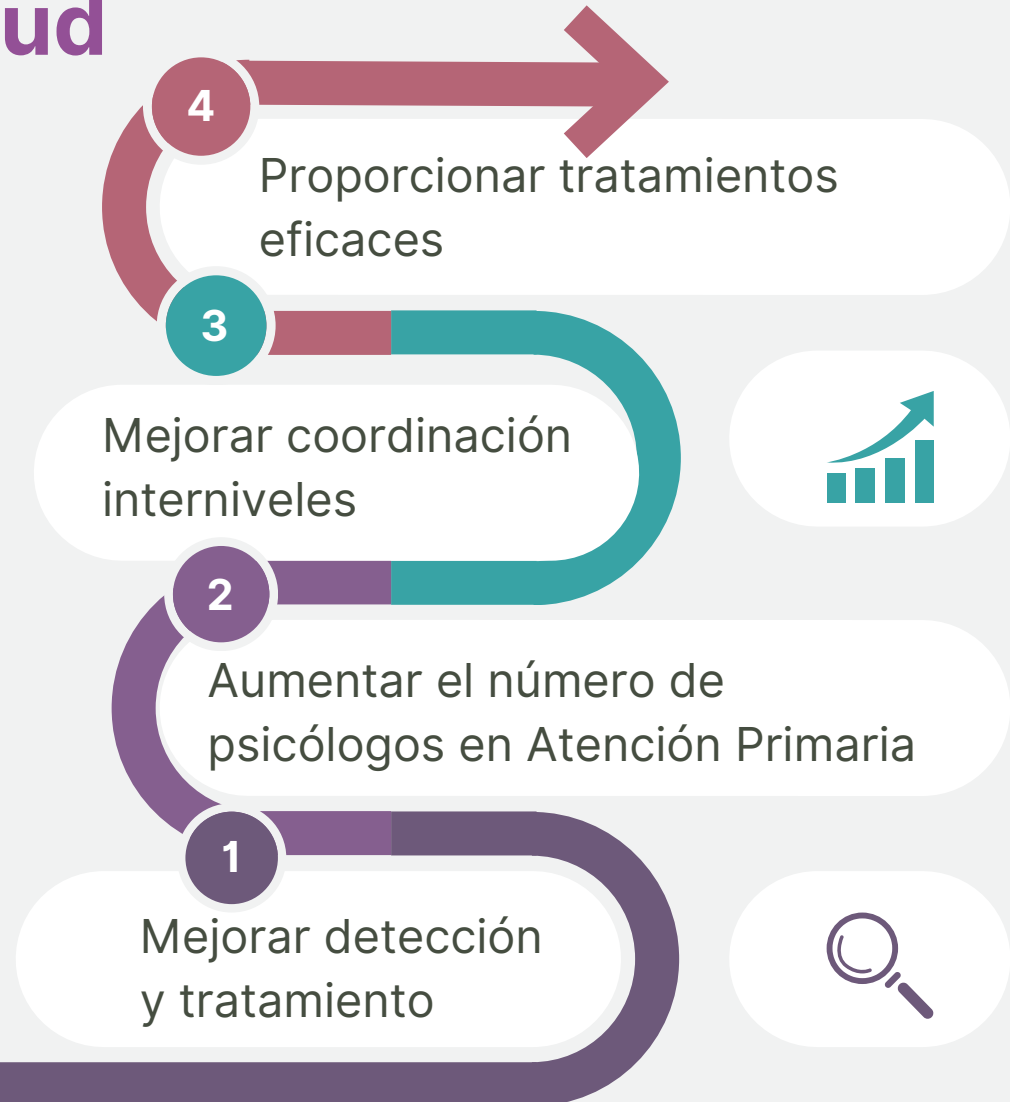 ud
4
Proporcionar tratamientos
eficaces
3
Mejorar coordinación
interniveles
2
Aumentar el número de
psicólogos en Atención Primaria
1
Mejorar detección
y tratamiento